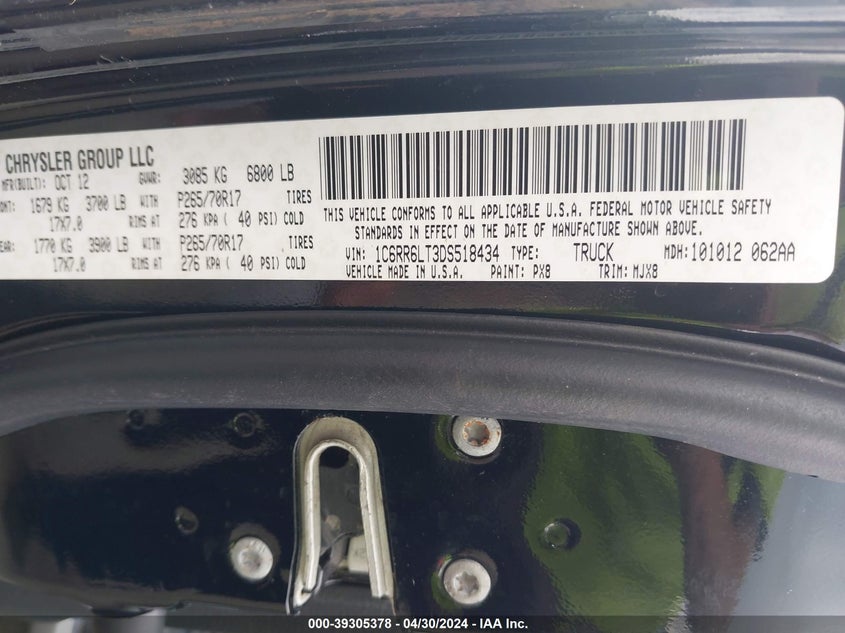 CHRYSLER GROUP LLC
MFR(BUILT): OCT 12 GVWR: 3085 KG 6800 LB
ONT: 1679 KG 3700 LB WITH P265/70R17 TIRES
17X7.0 RIMS AT 276 KPA ( 40 PSI) COLD
EAR: 1770 KG 3900 LB WITH P265/70R17 TIRES
17X7.0 RIMS AT 276 KPA ( 40 PSI) COLD
THIS VEHICLE CONFORMS TO ALL APPLICABLE U.S.A. FEDERAL MOTOR VEHICLE SAFETY
STANDARDS IN EFFECT ON THE DATE OF MANUFACTURE SHOWN ABOVE.
VIN: 1C6RR6LT3DS518434 TYPE: TRUCK MDH: 101012 062AA
VEHICLE MADE IN U.S.A. PAINT: PX8 TRIM: MJX8
000-39305378 - 04/30/2024 - IAA Inc.